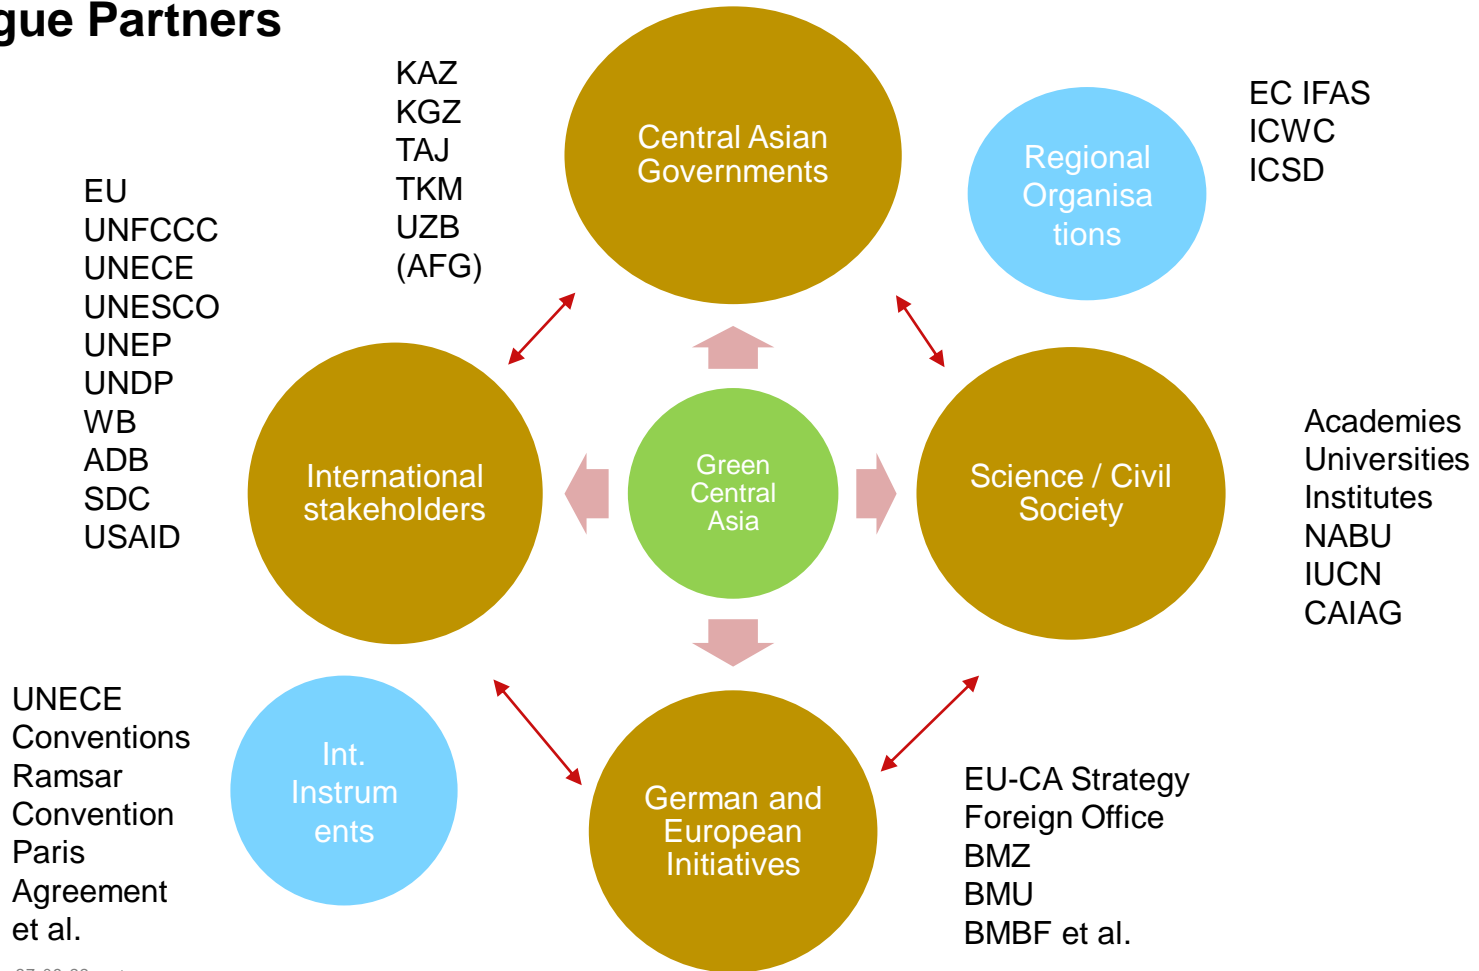 Partners
KAZ
KGZ
TAJ
TKM
UZB
(AFG)
Central Asian
Governments
Regional
Organisa
tions
EC IFAS
ICWC
ICSD
EU
UNFCCC
UNECE
UNESCO
UNEP
UNDP
WB
ADB
SDC
USAID
International
stakeholders
Green
Central
Asia
Science / Civil
Society
Academies
Universities
Institutes
NABU
IUCN
CAIAG
UNECE
Conventions
Ramsar
Convention
Paris
Agreement
et al.
Int.
Instrum
ents
German and
European
Initiatives
EU-CA Strategy
Foreign Office
BMZ
BMU
BMBF et al.